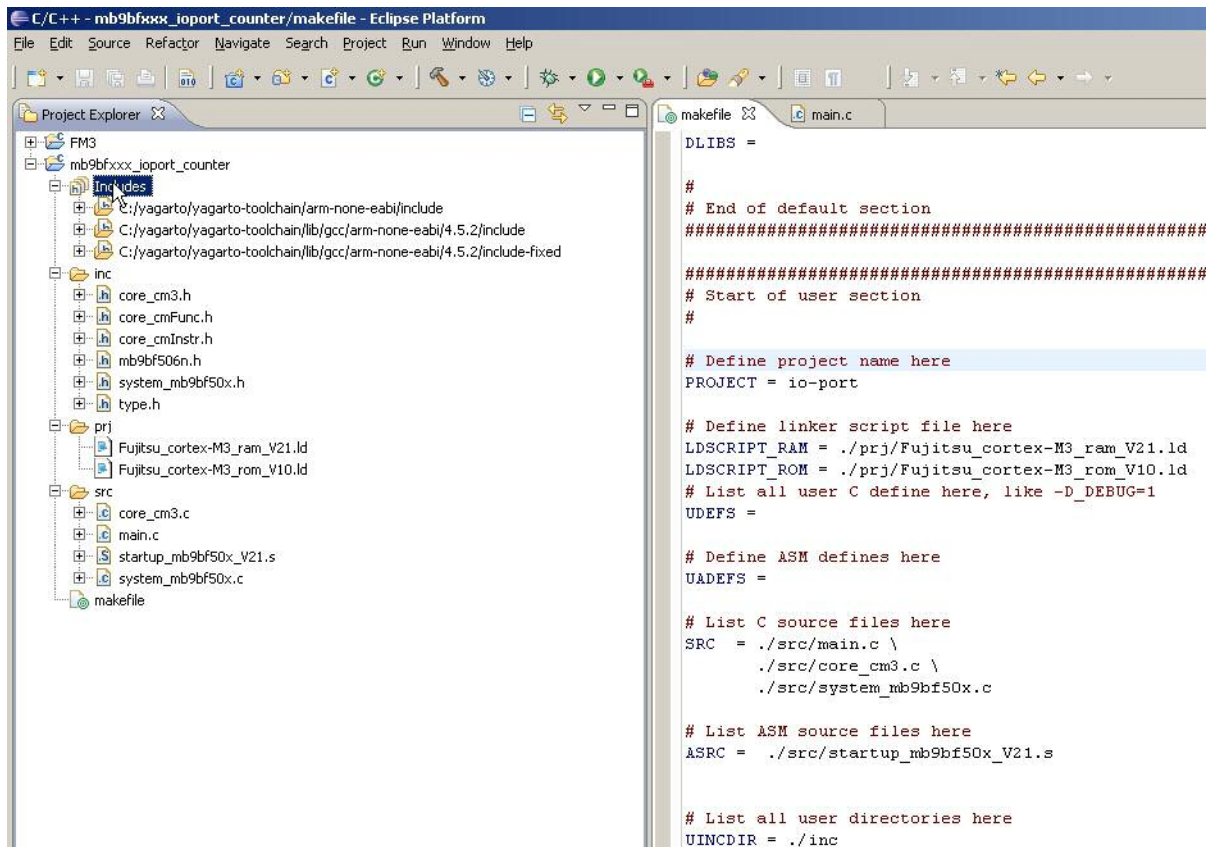 C/C++ - mb9bfxxx_ioport_counter/makefile - Eclipse Platform
File Edit Source Refactor Navigate Search Project Run Window Help
Project Explorer
FM3
mb9bfxxx_ioport_counter
Includes
C:/yagarto/yagarto-toolchain/arm-none-eabi/include
C:/yagarto/yagarto-toolchain/lib/gcc/arm-none-eabi/4.5.2/include
C:/yagarto/yagarto-toolchain/lib/gcc/arm-none-eabi/4.5.2/include-fixed
inc
core_cm3.h
core_cmFunc.h
core_cmInstr.h
mb9bf506n.h
system_mb9bf50x.h
type.h
prj
Fujitsu_cortex-M3_ram_V21.ld
Fujitsu_cortex-M3_rom_V10.ld
src
core_cm3.c
main.c
startup_mb9bf50x_V21.s
system_mb9bf50x.c
makefile
makefile main.c
DLIBS =
#
# End of default section
###################################################
###################################################
# Start of user section
#
# Define project name here
PROJECT = io-port
# Define linker script file here
LDSCRIPT_RAM = ./prj/Fujitsu_cortex-M3_ram_V21.ld
LDSCRIPT_ROM = ./prj/Fujitsu_cortex-M3_rom_V10.ld
# List all user C define here, like -D_DEBUG=1
UDEFS =
# Define ASM defines here
UADEFS =
# List C source files here
SRC = ./src/main.c \
./src/core_cm3.c \
./src/system_mb9bf50x.c
# List ASM source files here
ASRC = ./src/startup_mb9bf50x_V21.s
# List all user directories here
UINCDIR = ./inc